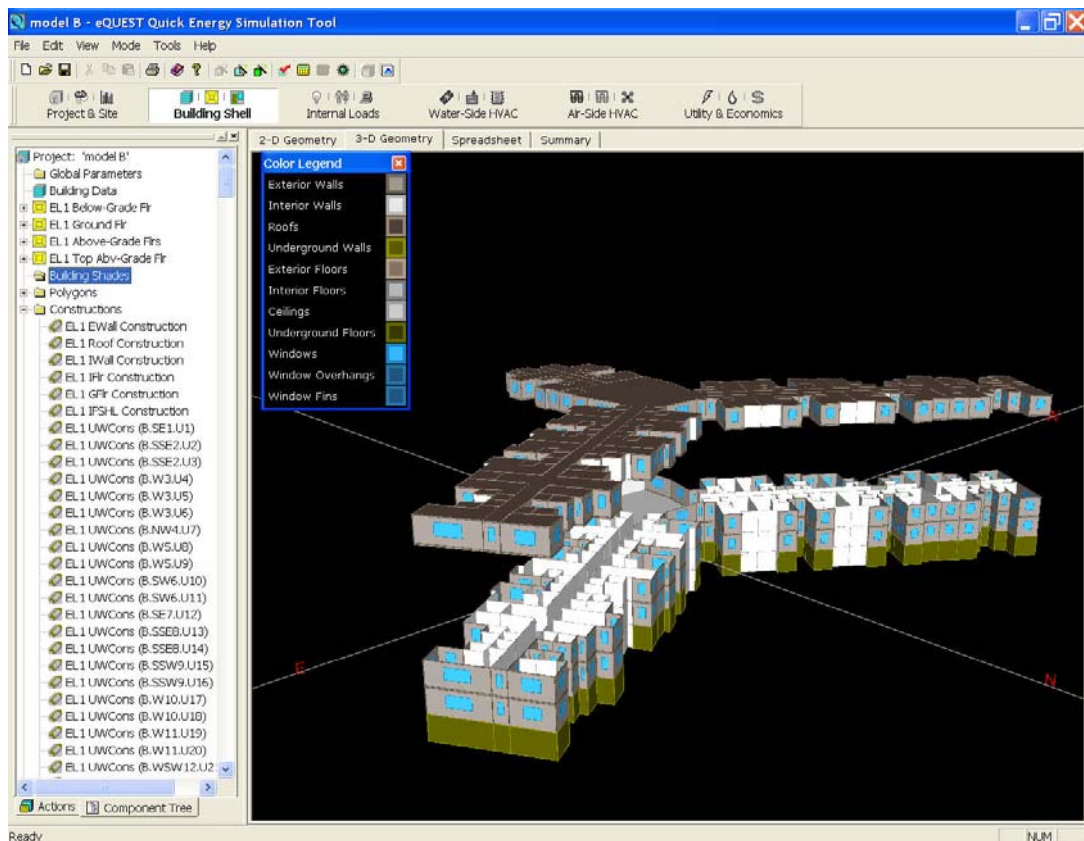 model B - eQUEST Quick Energy Simulation Tool
File Edit View Mode Tools Help
Project & Site Building Shell Internal Loads Water-Side HVAC Air-Side HVAC Utility & Economics
2-D Geometry 3-D Geometry Spreadsheet Summary
Project: 'model B'
Global Parameters
Building Data
EL1 Below-Grade Flr
EL1 Ground Flr
EL1 Above-Grade Flrs
EL1 Top Abv-Grade Flr
Building Shades
Polygons
Constructions
EL1 EWall Construction
EL1 Roof Construction
EL1 IWall Construction
EL1 IFlr Construction
EL1 GFlr Construction
EL1 IPSHL Construction
EL1 UWCons (B.SE1.U1)
EL1 UWCons (B.SSE2.U2)
EL1 UWCons (B.SSE2.U3)
EL1 UWCons (B.W3.U4)
EL1 UWCons (B.W3.U5)
EL1 UWCons (B.W3.U6)
EL1 UWCons (B.NW4.U7)
EL1 UWCons (B.W5.U8)
EL1 UWCons (B.W5.U9)
EL1 UWCons (B.SW6.U10)
EL1 UWCons (B.SW6.U11)
EL1 UWCons (B.SE7.U12)
EL1 UWCons (B.SSE8.U13)
EL1 UWCons (B.SSE8.U14)
EL1 UWCons (B.SSW9.U15)
EL1 UWCons (B.SSW9.U16)
EL1 UWCons (B.W10.U17)
EL1 UWCons (B.W10.U18)
EL1 UWCons (B.W11.U19)
EL1 UWCons (B.W11.U20)
EL1 UWCons (B.WSW12.U2
Actions Component Tree
Color Legend
Exterior Walls
Interior Walls
Roofs
Underground Walls
Exterior Floors
Interior Floors
Ceilings
Underground Floors
Windows
Window Overhangs
Window Fins
E
N
Ready
NUM